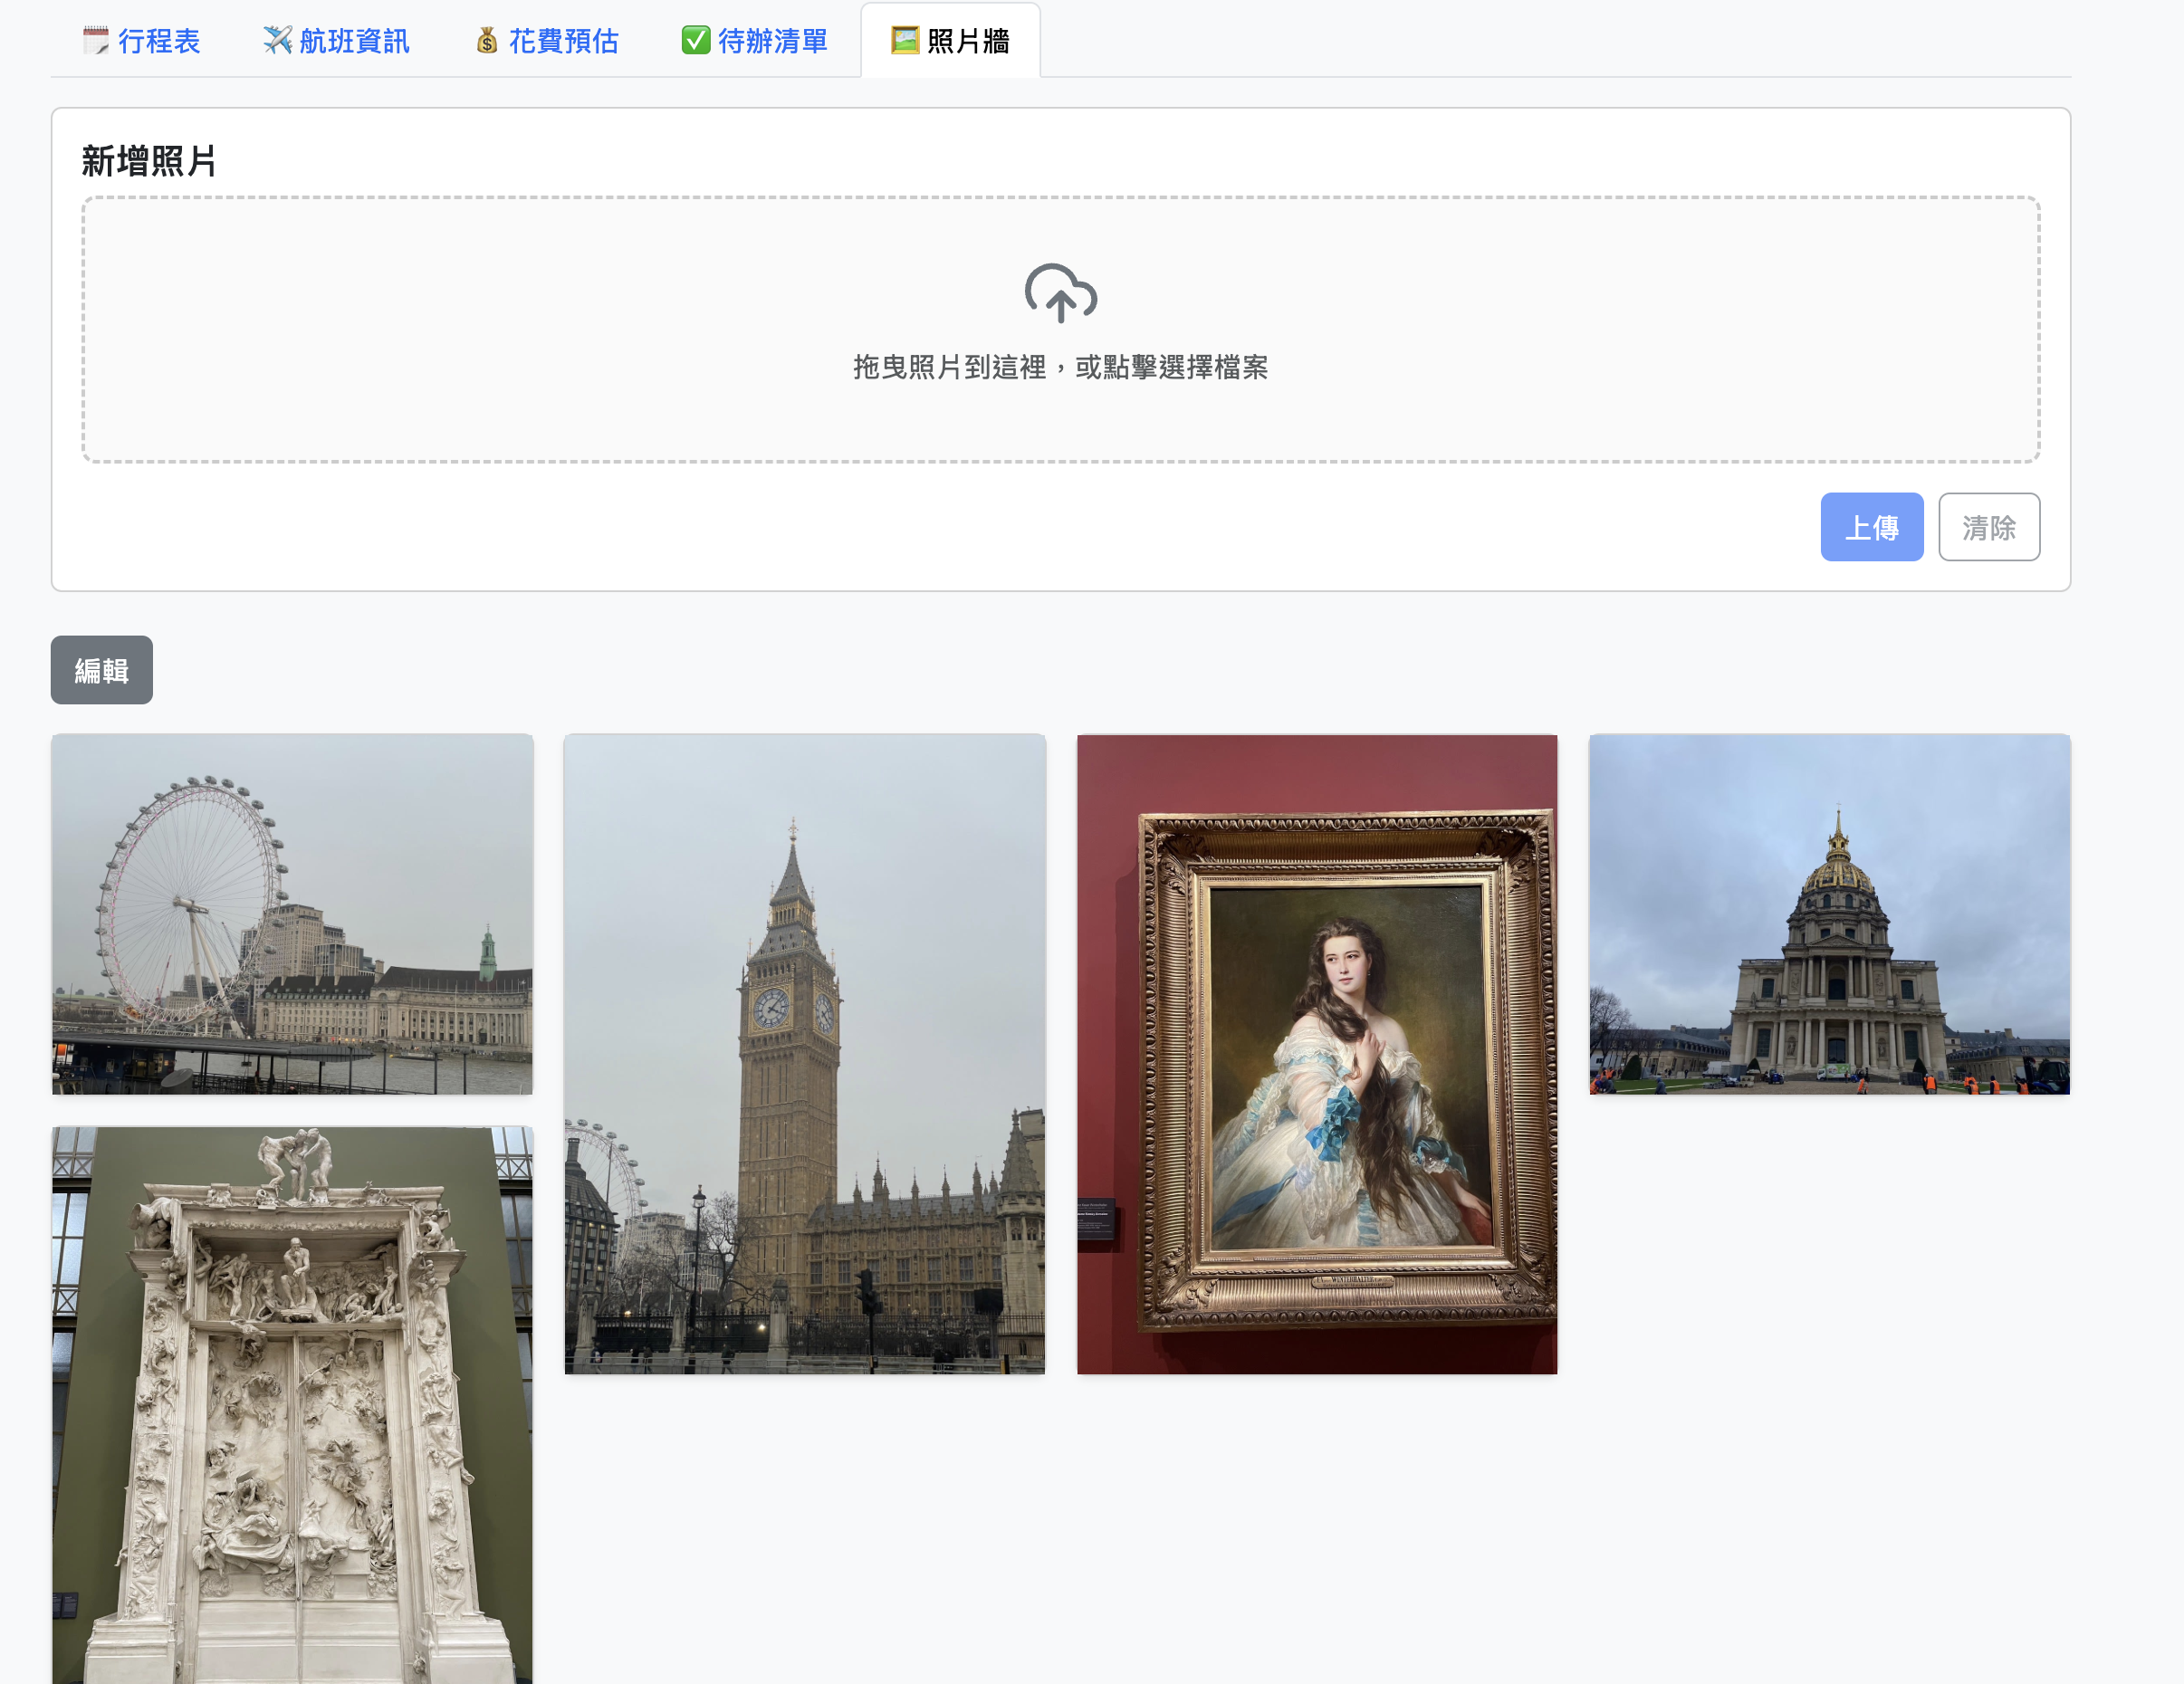 行程表
航班資訊
花費預估
待辦清單
照片牆
新增照片
拖曳照片到這裡，或點擊選擇檔案
上傳
清除
編輯